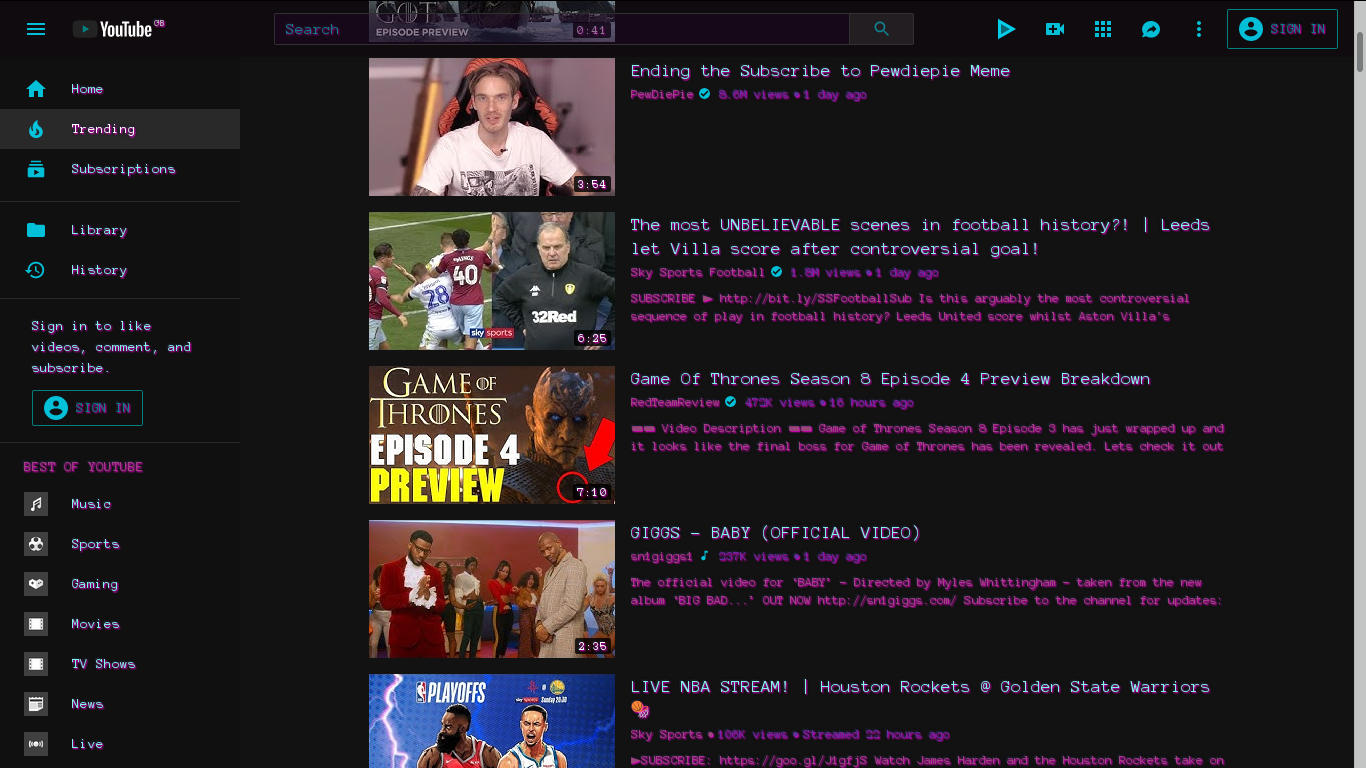 YouTube GB
Search
SIGN IN
GOT
EPISODE PREVIEW
0:41
Home
Trending
Subscriptions
Library
History
Sign in to like
videos, comment, and
subscribe.
SIGN IN
BEST OF YOUTUBE
Music
Sports
Gaming
Movies
TV Shows
News
Live
3:54
Ending the Subscribe to Pewdiepie Meme
PewDiePie 8.6M views • 1 day ago
28
40
32Red
sky sports
6:25
The most UNBELIEVABLE scenes in football history?! | Leeds
let Villa score after controversial goal!
Sky Sports Football 1.8M views • 1 day ago
SUBSCRIBE ► http://bit.ly/SSFootballSub Is this arguably the most controversial
sequence of play in football history? Leeds United score whilst Aston Villa's
GAME OF
THRONES
EPISODE 4
PREVIEW
7:10
Game Of Thrones Season 8 Episode 4 Preview Breakdown
RedTeamReview views • 16 hours ago
Video Description Game of Thrones Season 8 Episode 3 has just wrapped up and
it looks like the final boss for Game of Thrones has been revealed. Lets check it out
2:35
GIGGS - BABY (OFFICIAL VIDEO)
sn1giggs1 views • 1 day ago
The official video for 'BABY' - Directed by Myles Whittingham - taken from the new
album 'BIG BAD...' OUT NOW http://sn1giggs.com/ Subscribe to the channel for updates:
PLAYOFFS
LIVE NBA STREAM! | Houston Rockets @ Golden State Warriors
Sky Sports • 106K views • Streamed 22 hours ago
►SUBSCRIBE: https://goo.gl/J1gfjS Watch James Harden and the Houston Rockets take on